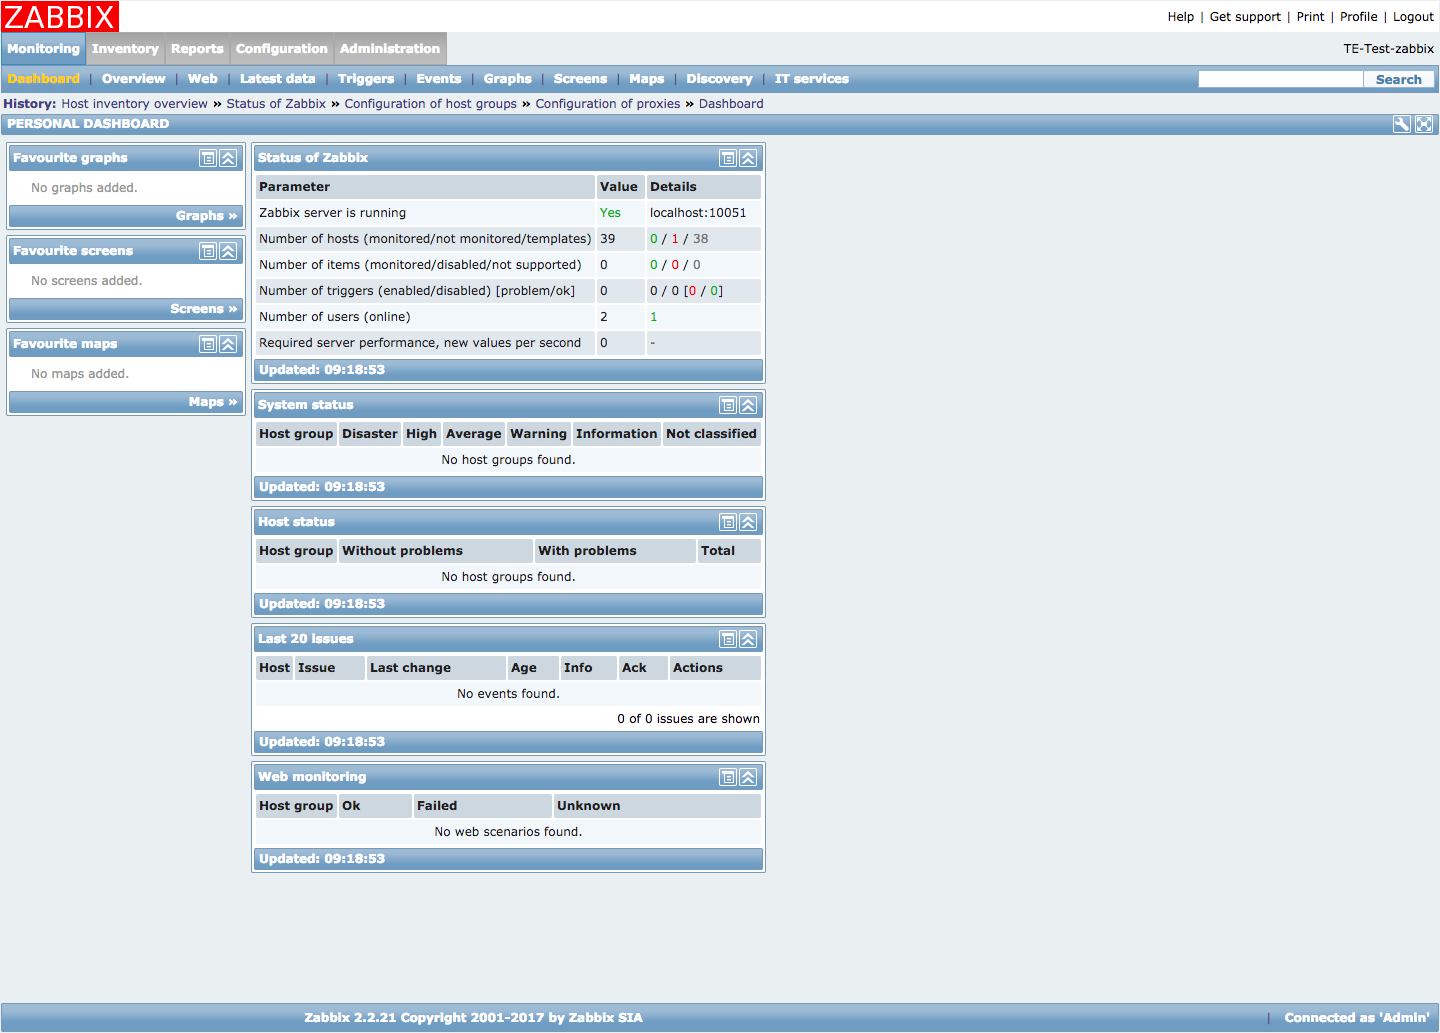 ZABBIX
Help | Get support | Print | Profile | Logout
Monitoring Inventory Reports Configuration Administration
TE-Test-zabbix
Dashboard | Overview | Web | Latest data | Triggers | Events | Graphs | Screens | Maps | Discovery | IT services
Search
History: Host inventory overview » Status of Zabbix » Configuration of host groups » Configuration of proxies » Dashboard
PERSONAL DASHBOARD
Favourite graphs
No graphs added.
Graphs »
Favourite screens
No screens added.
Screens »
Favourite maps
No maps added.
Maps »
Status of Zabbix
Parameter Value Details
Zabbix server is running Yes localhost:10051
Number of hosts (monitored/not monitored/templates) 39 0 / 1 / 38
Number of items (monitored/disabled/not supported) 0 0 / 0 / 0
Number of triggers (enabled/disabled) [problem/ok] 0 0 / 0 [0 / 0]
Number of users (online) 2 1
Required server performance, new values per second 0 -
Updated: 09:18:53
System status
Host group Disaster High Average Warning Information Not classified
No host groups found.
Updated: 09:18:53
Host status
Host group Without problems With problems Total
No host groups found.
Updated: 09:18:53
Last 20 issues
Host Issue Last change Age Info Ack Actions
No events found.
0 of 0 issues are shown
Updated: 09:18:53
Web monitoring
Host group Ok Failed Unknown
No web scenarios found.
Updated: 09:18:53
Zabbix 2.2.21 Copyright 2001-2017 by Zabbix SIA
| Connected as 'Admin'